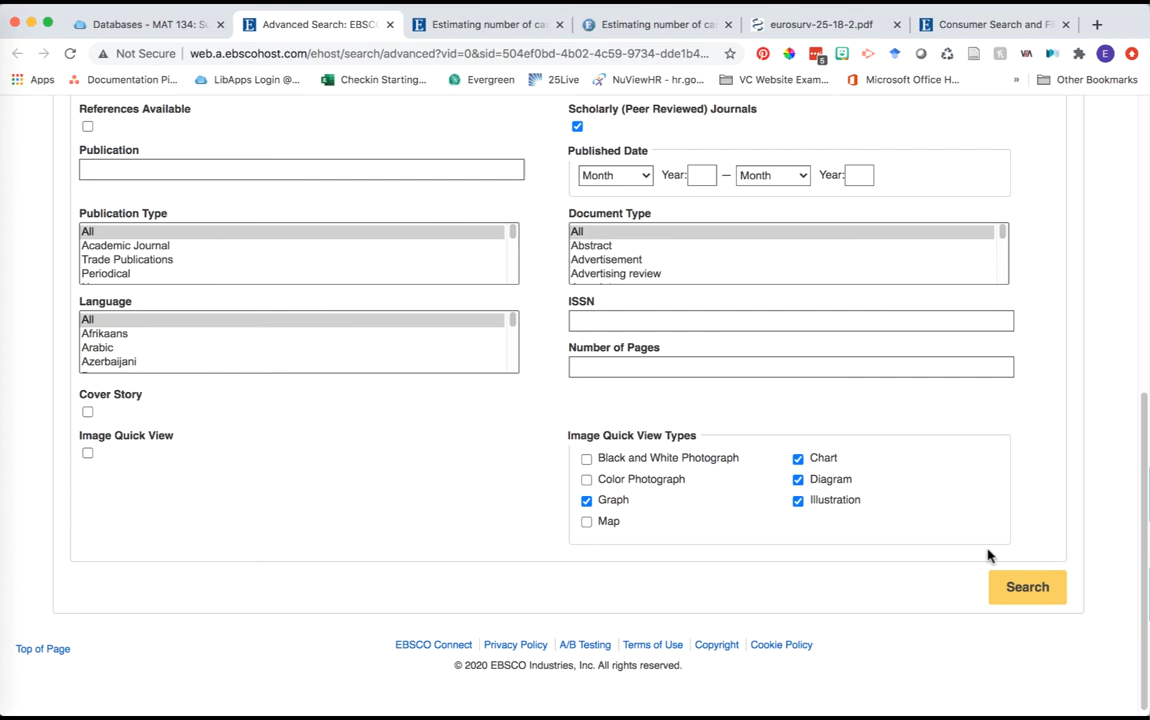 Databases - MAT 134: Su
Advanced Search: EBSCO
Estimating number of ca
Estimating number of ca
eurosurv-25-18-2.pdf
Consumer Search and Fi
Not Secure
web.a.ebscohost.com/ehost/search/advanced?vid=0&sid=504ef0bd-4b02-4c59-9734-dde1b4...
5
E
Apps
Documentation Pi...
LibApps Login @...
Checkin Starting...
Evergreen
25Live
NuViewHR - hr.go...
VC Website Exam...
Microsoft Office H...
»
Other Bookmarks
References Available
Scholarly (Peer Reviewed) Journals
Publication
Published Date
Month
Year:
–
Month
Year:
Publication Type
Document Type
All
Academic Journal
Trade Publications
Periodical
All
Abstract
Advertisement
Advertising review
Language
ISSN
All
Afrikaans
Arabic
Azerbaijani
Number of Pages
Cover Story
Image Quick View
Image Quick View Types
Black and White Photograph
Chart
Color Photograph
Diagram
Graph
Illustration
Map
Search
Top of Page
EBSCO Connect
Privacy Policy
A/B Testing
Terms of Use
Copyright
Cookie Policy
© 2020 EBSCO Industries, Inc. All rights reserved.